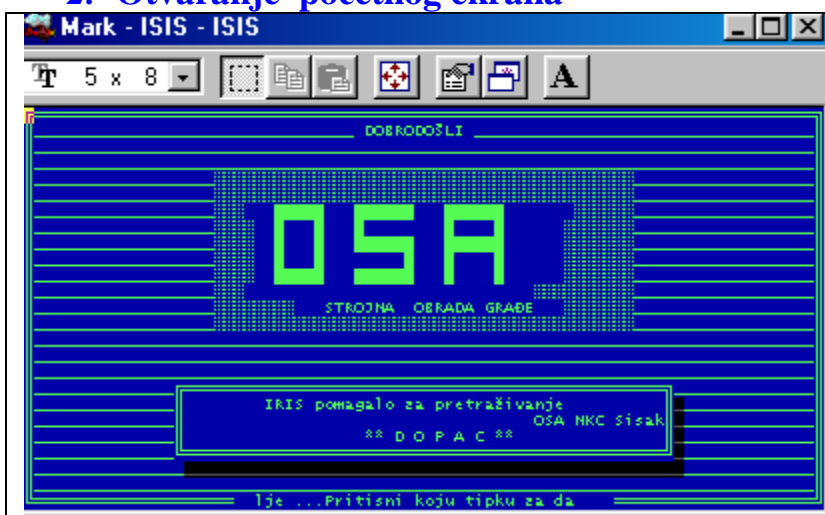 2. Otvaranje početnog ekrana
Mark - ISIS - ISIS
5 x 8
A
DOBRODOŠLI
OSA
STROJNA OBRADA GRAĐE
IRIS pomagalo za pretraživanje
OSA NKC Sisak
** D O P A C **
lje ...Pritisni koju tipku za da